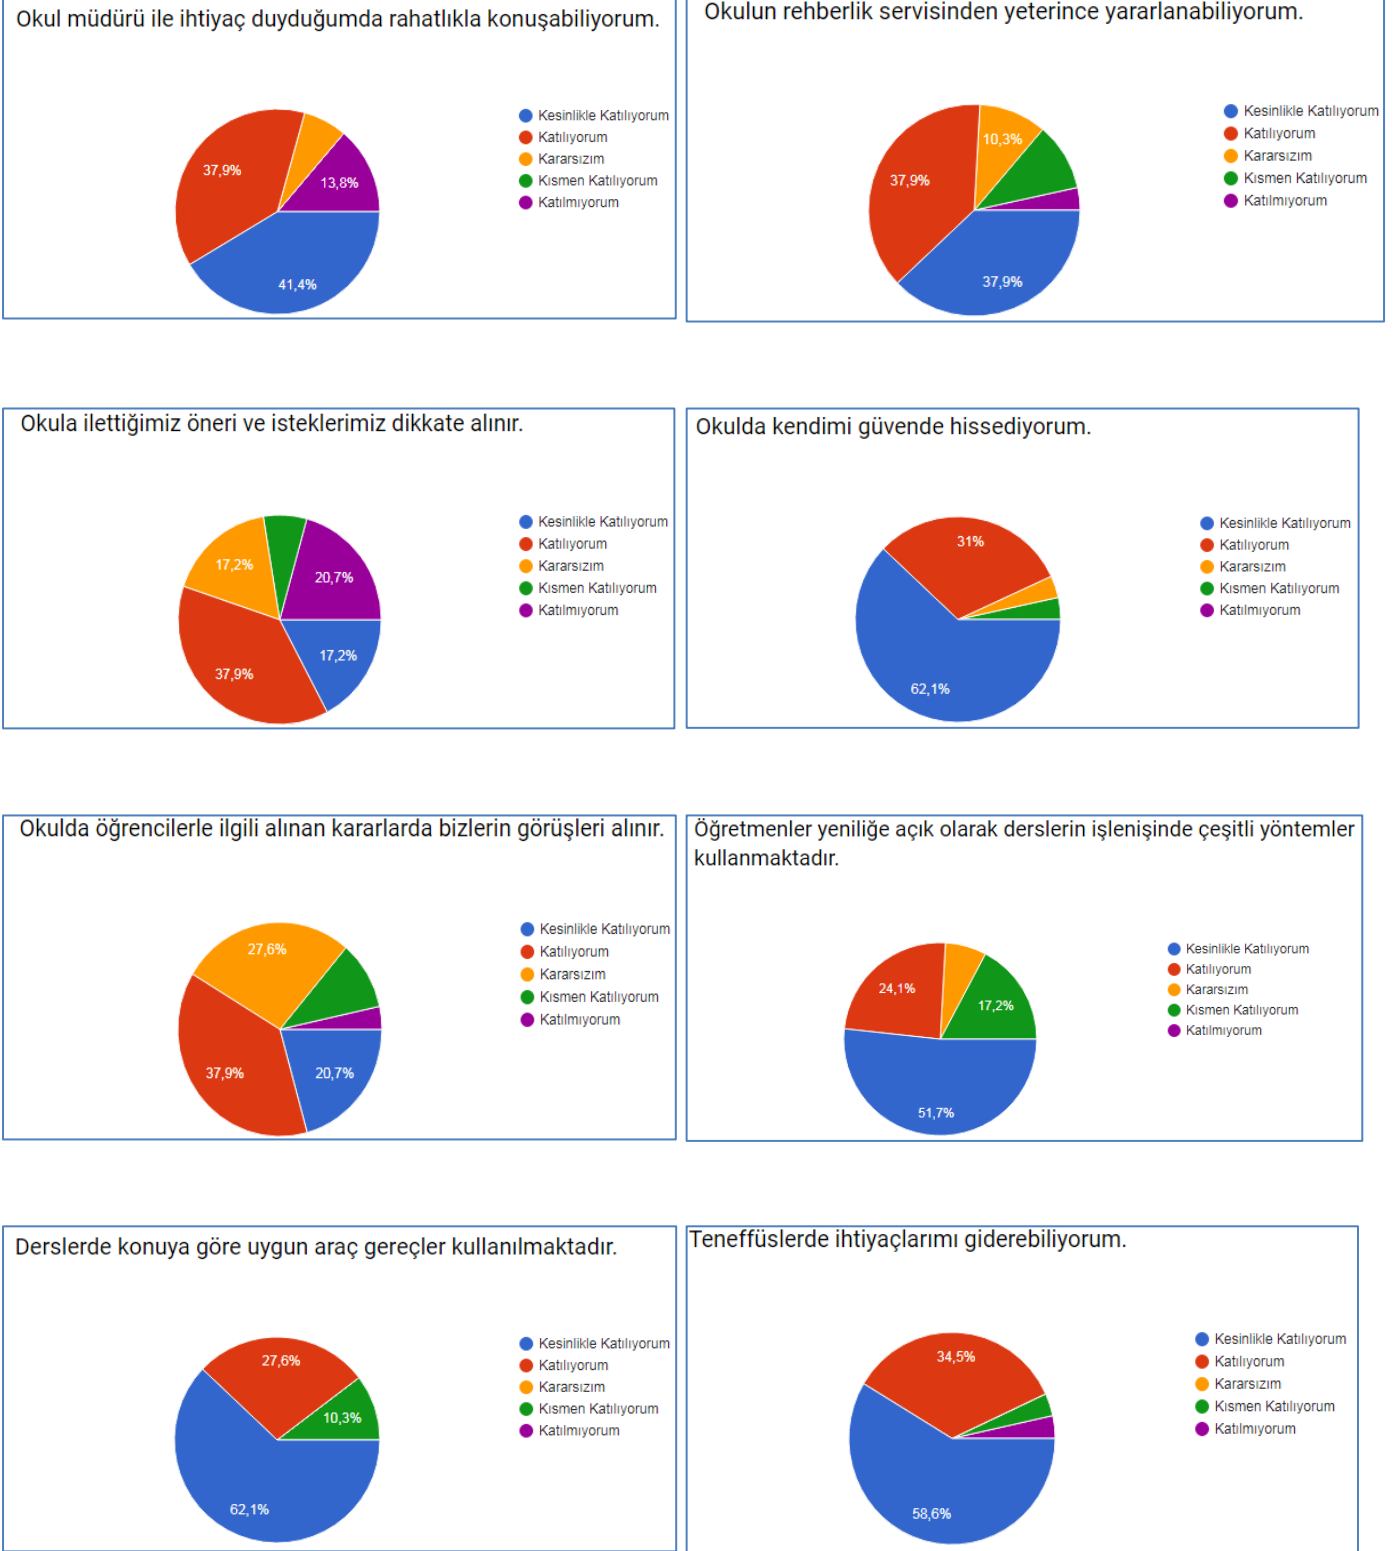 Okul müdürü ile ihtiyaç duyduğumda rahatlıkla konuşabiliyorum.
37,9%
13,8%
41,4%
Kesinlikle Katılıyorum
Katılıyorum
Kararsızım
Kısmen Katılıyorum
Katılmıyorum
Okulun rehberlik servisinden yeterince yararlanabiliyorum.
10,3%
37,9%
37,9%
Kesinlikle Katılıyorum
Katılıyorum
Kararsızım
Kısmen Katılıyorum
Katılmıyorum
Okula ilettiğimiz öneri ve isteklerimiz dikkate alınır.
17,2%
20,7%
17,2%
37,9%
Kesinlikle Katılıyorum
Katılıyorum
Kararsızım
Kısmen Katılıyorum
Katılmıyorum
Okulda kendimi güvende hissediyorum.
31%
62,1%
Kesinlikle Katılıyorum
Katılıyorum
Kararsızım
Kısmen Katılıyorum
Katılmıyorum
Okulda öğrencilerle ilgili alınan kararlarda bizlerin görüşleri alınır.
27,6%
37,9%
20,7%
Kesinlikle Katılıyorum
Katılıyorum
Kararsızım
Kısmen Katılıyorum
Katılmıyorum
Öğretmenler yeniliğe açık olarak derslerin işlenişinde çeşitli yöntemler
kullanmaktadır.
24,1%
17,2%
51,7%
Kesinlikle Katılıyorum
Katılıyorum
Kararsızım
Kısmen Katılıyorum
Katılmıyorum
Derslerde konuya göre uygun araç gereçler kullanılmaktadır.
27,6%
10,3%
62,1%
Kesinlikle Katılıyorum
Katılıyorum
Kararsızım
Kısmen Katılıyorum
Katılmıyorum
Teneffüslerde ihtiyaçlarımı giderebiliyorum.
34,5%
58,6%
Kesinlikle Katılıyorum
Katılıyorum
Kararsızım
Kısmen Katılıyorum
Katılmıyorum